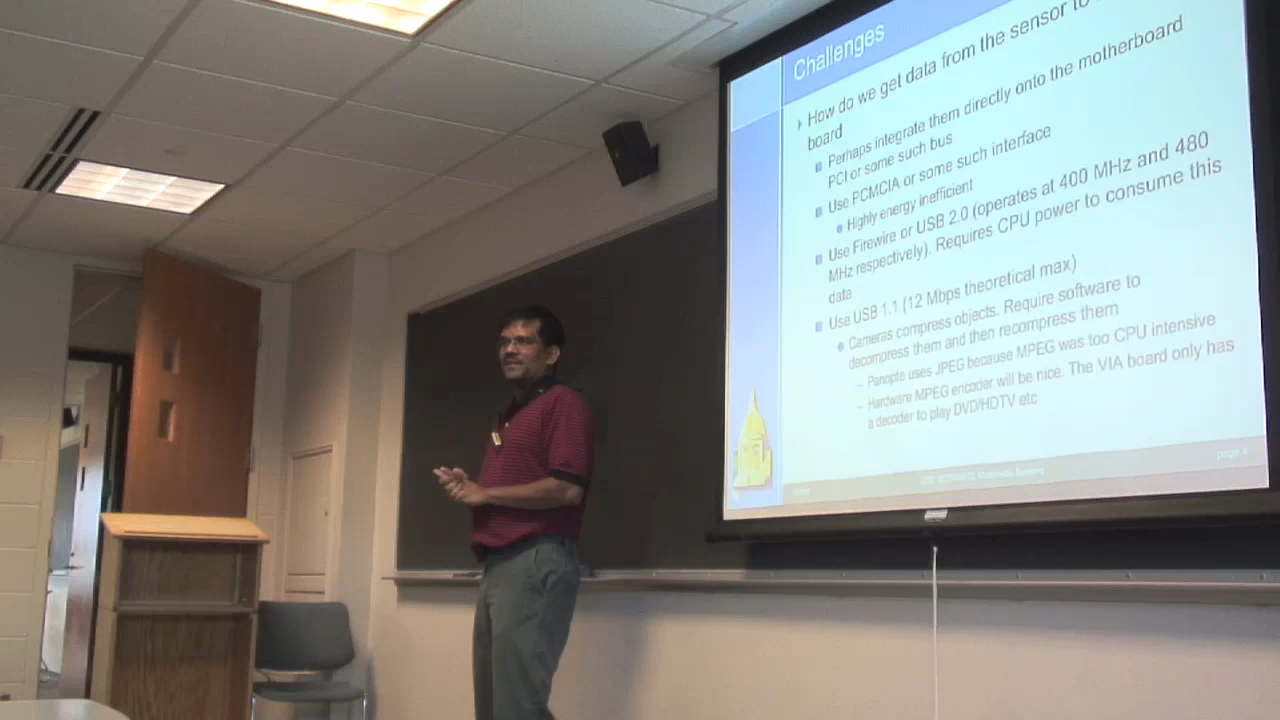 Challenges
How do we get data from the sensor to
board
Perhaps integrate them directly onto the motherboard
PCI or some such bus
Use PCMCIA or some such interface
Highly energy inefficient
Use Firewire or USB 2.0 (operates at 400 MHz and 480
MHz respectively). Requires CPU power to consume this
data
Use USB 1.1 (12 Mbps theoretical max)
Cameras compress objects. Require software to
decompress them and then recompress them
– Panopte uses JPEG because MPEG was too CPU intensive
– Hardware MPEG encoder will be nice. The VIA board only has
a decoder to play DVD/HDTV etc
Multimedia Systems
page 4